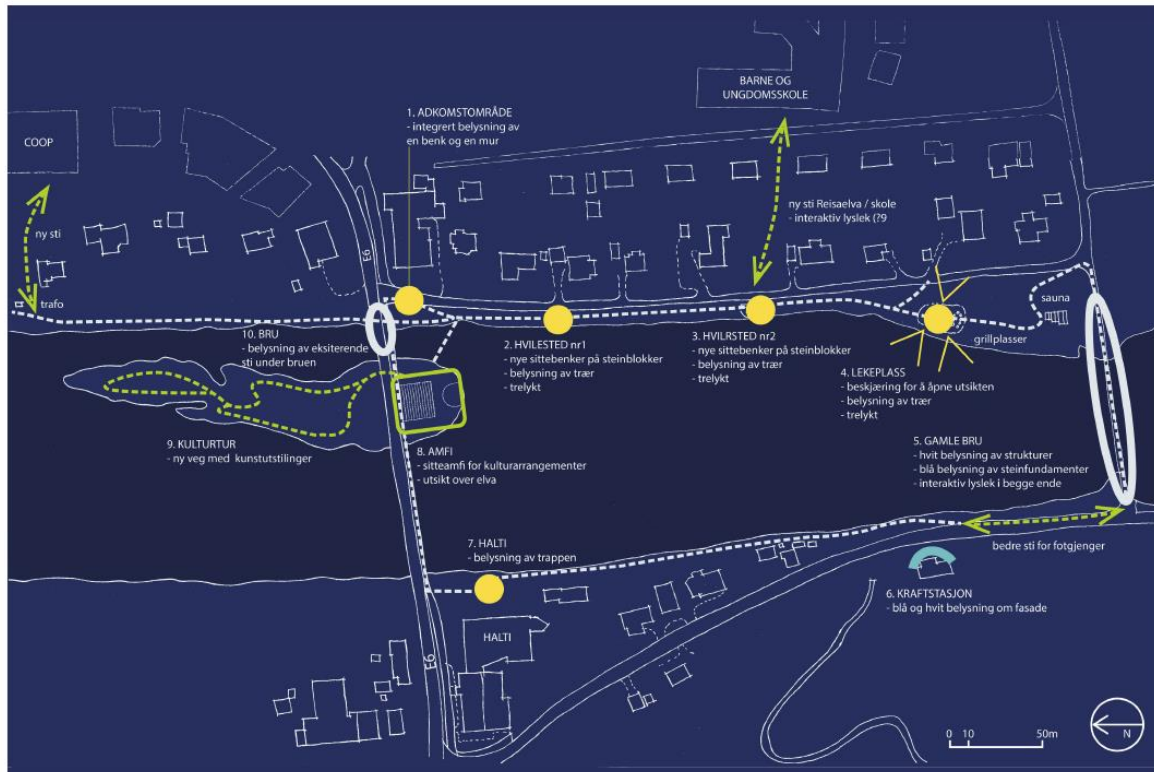 BARNE OG
UNGDOMSSKOLE
1. ADKOMSTOMRÅDE
- integrert belysning av
en benk og en mur
COOP
ny sti
trafo
E6
ny sti Reisaelva / skole
- interaktiv lyslek (?9
sauna
grillplasser
10. BRU
- belysning av eksiterende
sti under bruen
2. HVILESTED nr1
- nye sittebenker på steinblokker
- belysning av trær
- trelykt
3. HVILRSTED nr2
- nye sittebenker på steinblokker
- belysning av trær
- trelykt
4. LEKEPLASS
- beskjæring for å åpne utsikten
- belysning av trær
- trelykt
9. KULTURTUR
- ny veg med kunstutstilinger
8. AMFI
- sitteamfi for kulturarrangementer
- utsikt over elva
5. GAMLE BRU
- hvit belysning av strukturer
- blå belysning av steinfundamenter
- interaktiv lyslek i begge ende
7. HALTI
- belysning av trappen
bedre sti for fotgjenger
6. KRAFTSTASJON
- blå og hvit belysning om fasade
HALTI
E6
0 10 50m
N